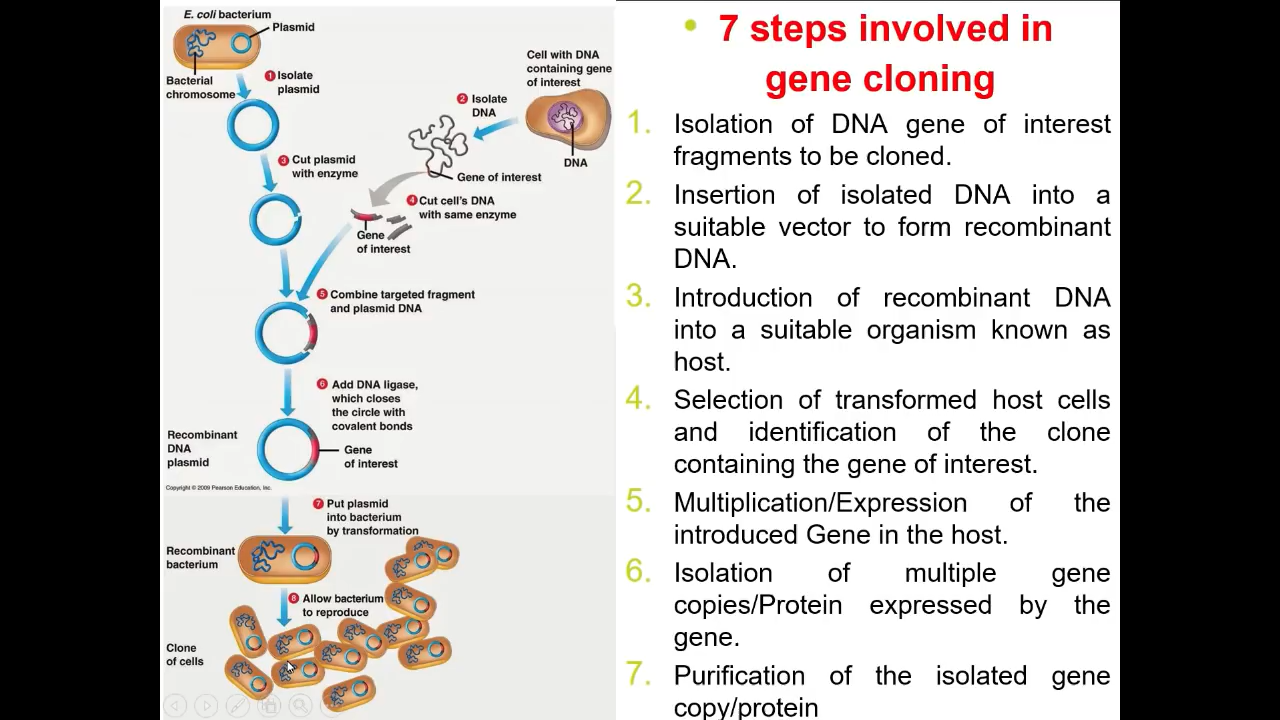 E. coli bacterium
Plasmid
Bacterial
chromosome
1 Isolate
plasmid
Cell with DNA
containing gene
of interest
2 Isolate
DNA
DNA
Gene of interest
3 Cut plasmid
with enzyme
4 Cut cell's DNA
with same enzyme
Gene
of interest
5 Combine targeted fragment
and plasmid DNA
6 Add DNA ligase,
which closes
the circle with
covalent bonds
Recombinant
DNA
plasmid
Gene
of interest
Copyright © 2009 Pearson Education, Inc.
7 Put plasmid
into bacterium
by transformation
Recombinant
bacterium
8 Allow bacterium
to reproduce
Clone
of cells
• 7 steps involved in
gene cloning
1. Isolation of DNA gene of interest
fragments to be cloned.
2. Insertion of isolated DNA into a
suitable vector to form recombinant
DNA.
3. Introduction of recombinant DNA
into a suitable organism known as
host.
4. Selection of transformed host cells
and identification of the clone
containing the gene of interest.
5. Multiplication/Expression of the
introduced Gene in the host.
6. Isolation of multiple gene
copies/Protein expressed by the
gene.
7. Purification of the isolated gene
copy/protein